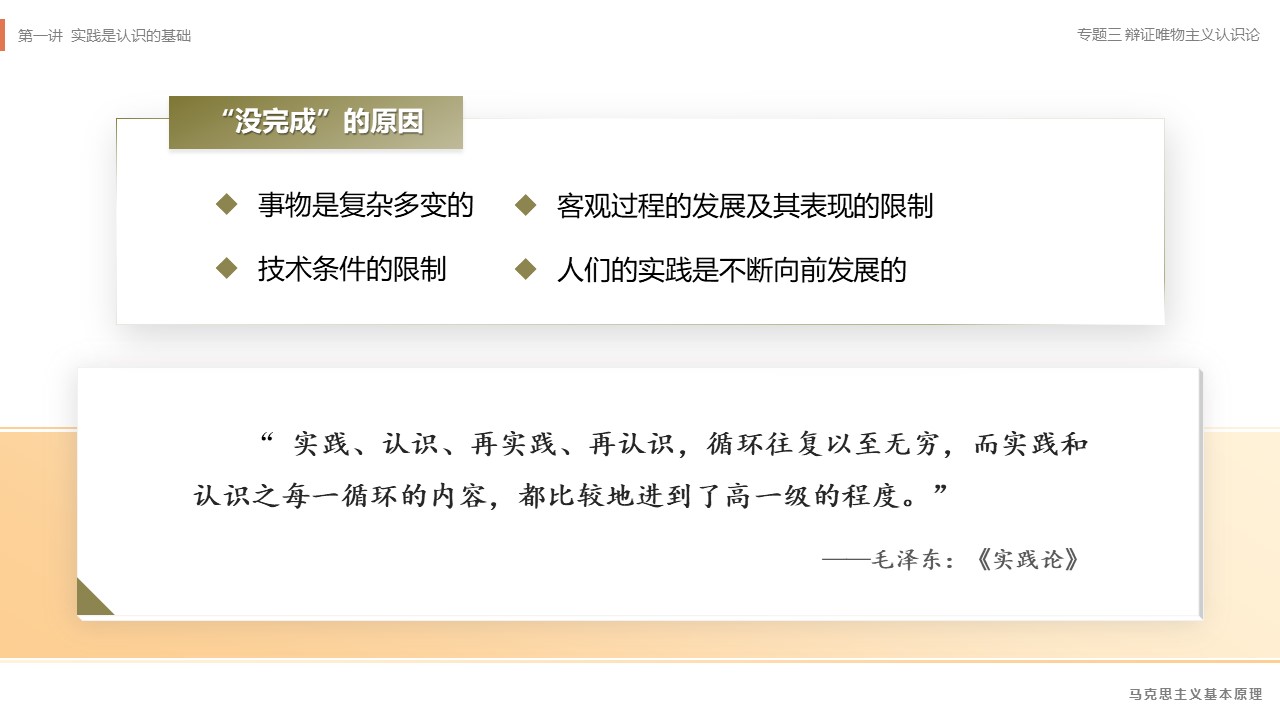 第一讲 实践是认识的基础
专题三 辩证唯物主义认识论
“没完成”的原因
◆ 事物是复杂多变的
◆ 客观过程的发展及其表现的限制
◆ 技术条件的限制
◆ 人们的实践是不断向前发展的
“ 实践、认识、再实践、再认识，循环往复以至无穷，而实践和
认识之每一循环的内容，都比较地进到了高一级的程度。”
——毛泽东：《实践论》
马克思主义基本原理